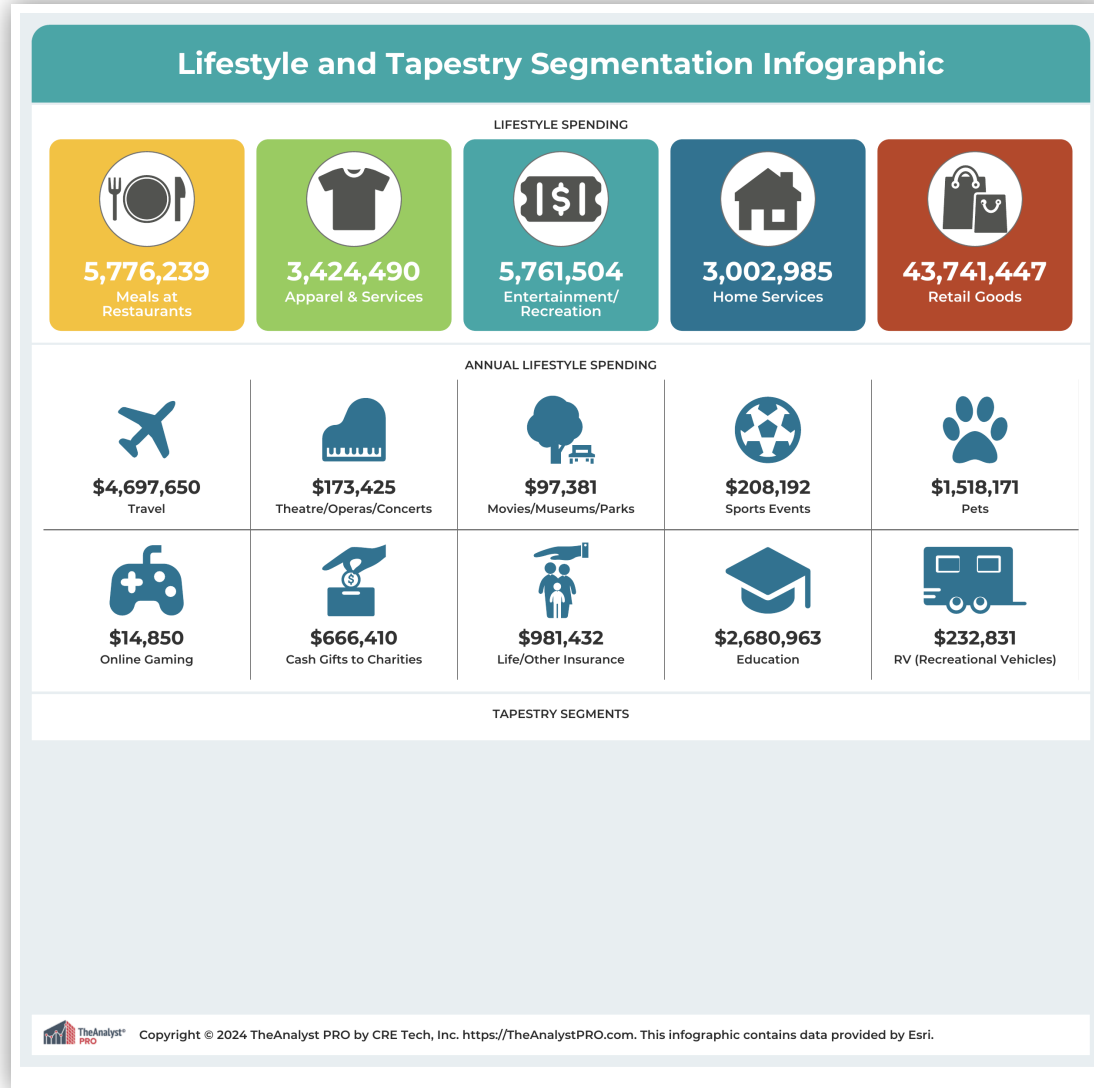 Lifestyle and Tapestry Segmentation Infographic
LIFESTYLE SPENDING
5,776,239
Meals at
Restaurants
3,424,490
Apparel & Services
5,761,504
Entertainment/
Recreation
3,002,985
Home Services
43,741,447
Retail Goods
ANNUAL LIFESTYLE SPENDING
$4,697,650
Travel
$173,425
Theatre/Operas/Concerts
$97,381
Movies/Museums/Parks
$208,192
Sports Events
$1,518,171
Pets
$14,850
Online Gaming
$666,410
Cash Gifts to Charities
$981,432
Life/Other Insurance
$2,680,963
Education
$232,831
RV (Recreational Vehicles)
TAPESTRY SEGMENTS
TheAnalyst®
PRO
Copyright © 2024 TheAnalyst PRO by CRE Tech, Inc. https://TheAnalystPRO.com. This infographic contains data provided by Esri.